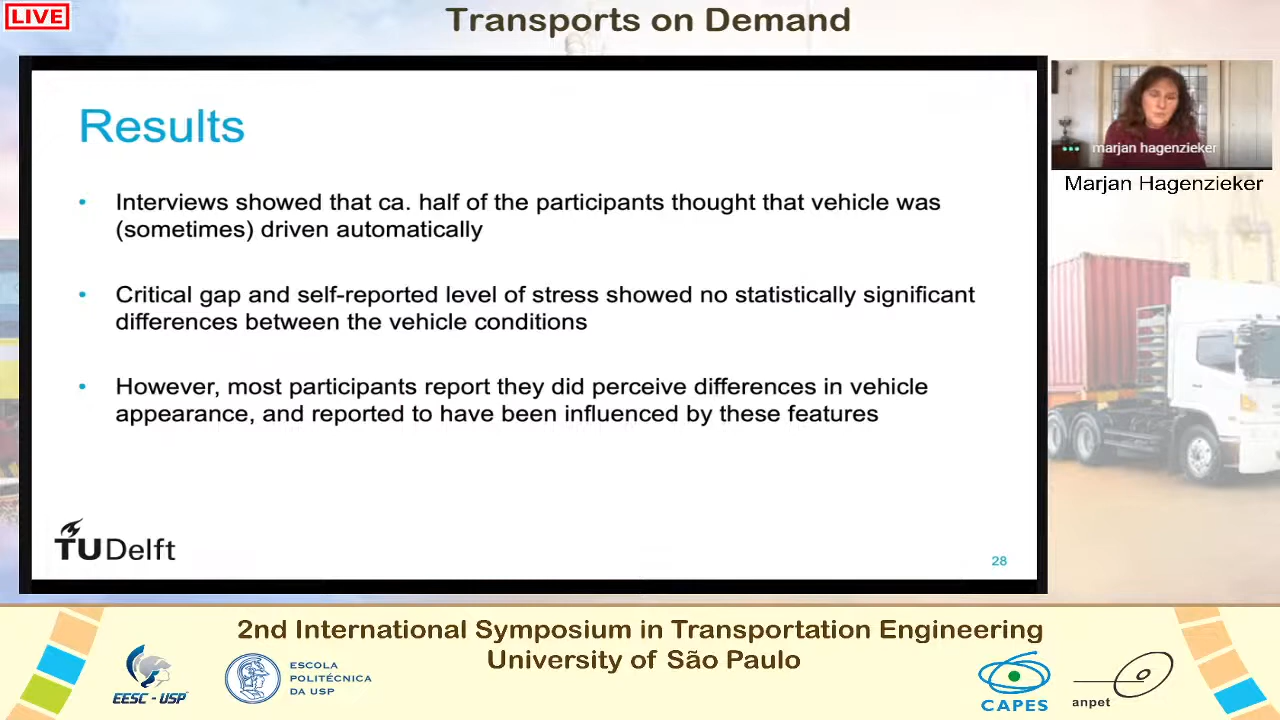 LIVE
Transports on Demand
Results
• Interviews showed that ca. half of the participants thought that vehicle was
(sometimes) driven automatically
• Critical gap and self-reported level of stress showed no statistically significant
differences between the vehicle conditions
• However, most participants report they did perceive differences in vehicle
appearance, and reported to have been influenced by these features
TU Delft
28
marjan hagenzieker
Marjan Hagenzieker
2nd International Symposium in Transportation Engineering
University of São Paulo
EESC - USP
ESCOLA
POLITÉCNICA
DA USP
CAPES
anpet